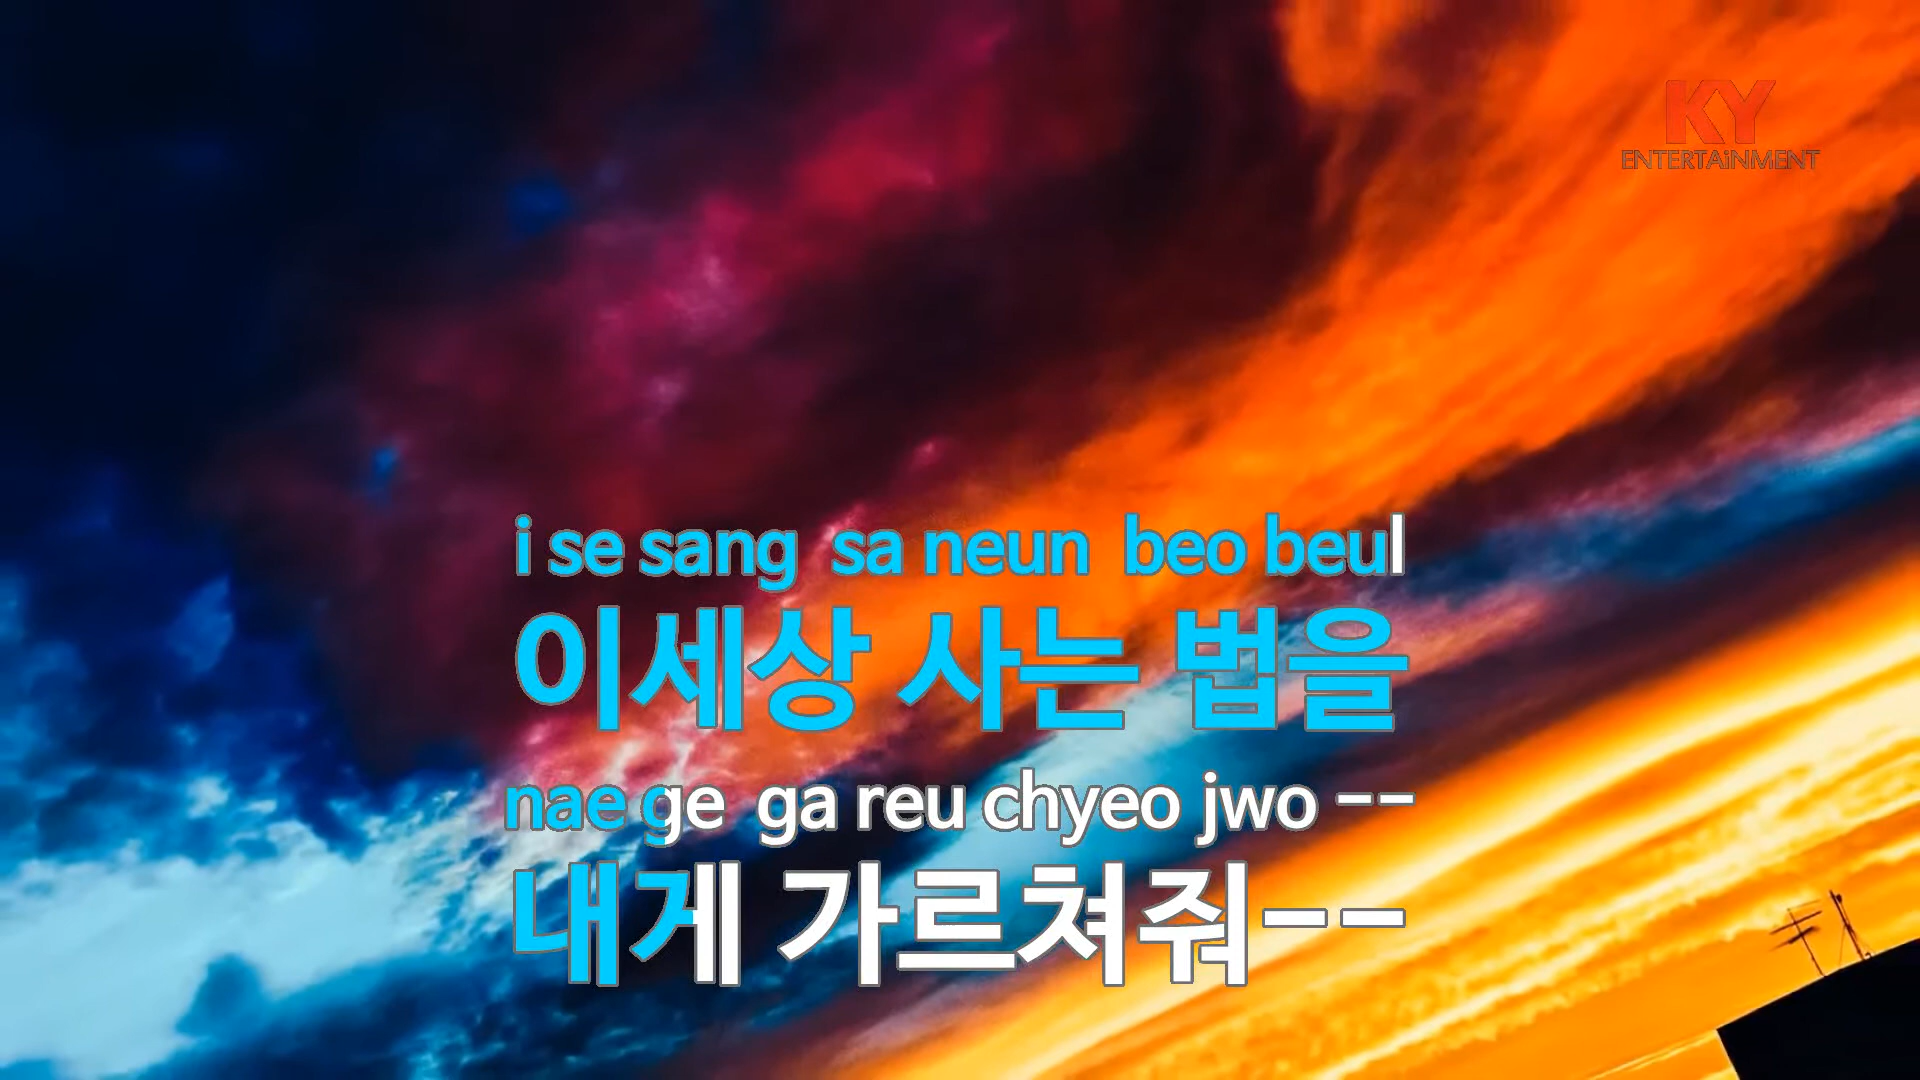 KY
ENTERTAiNMENT
i se sang sa neun beo beul
이세상 사는 법을
nae ge ga reu chyeo jwo --
내게 가르쳐줘--